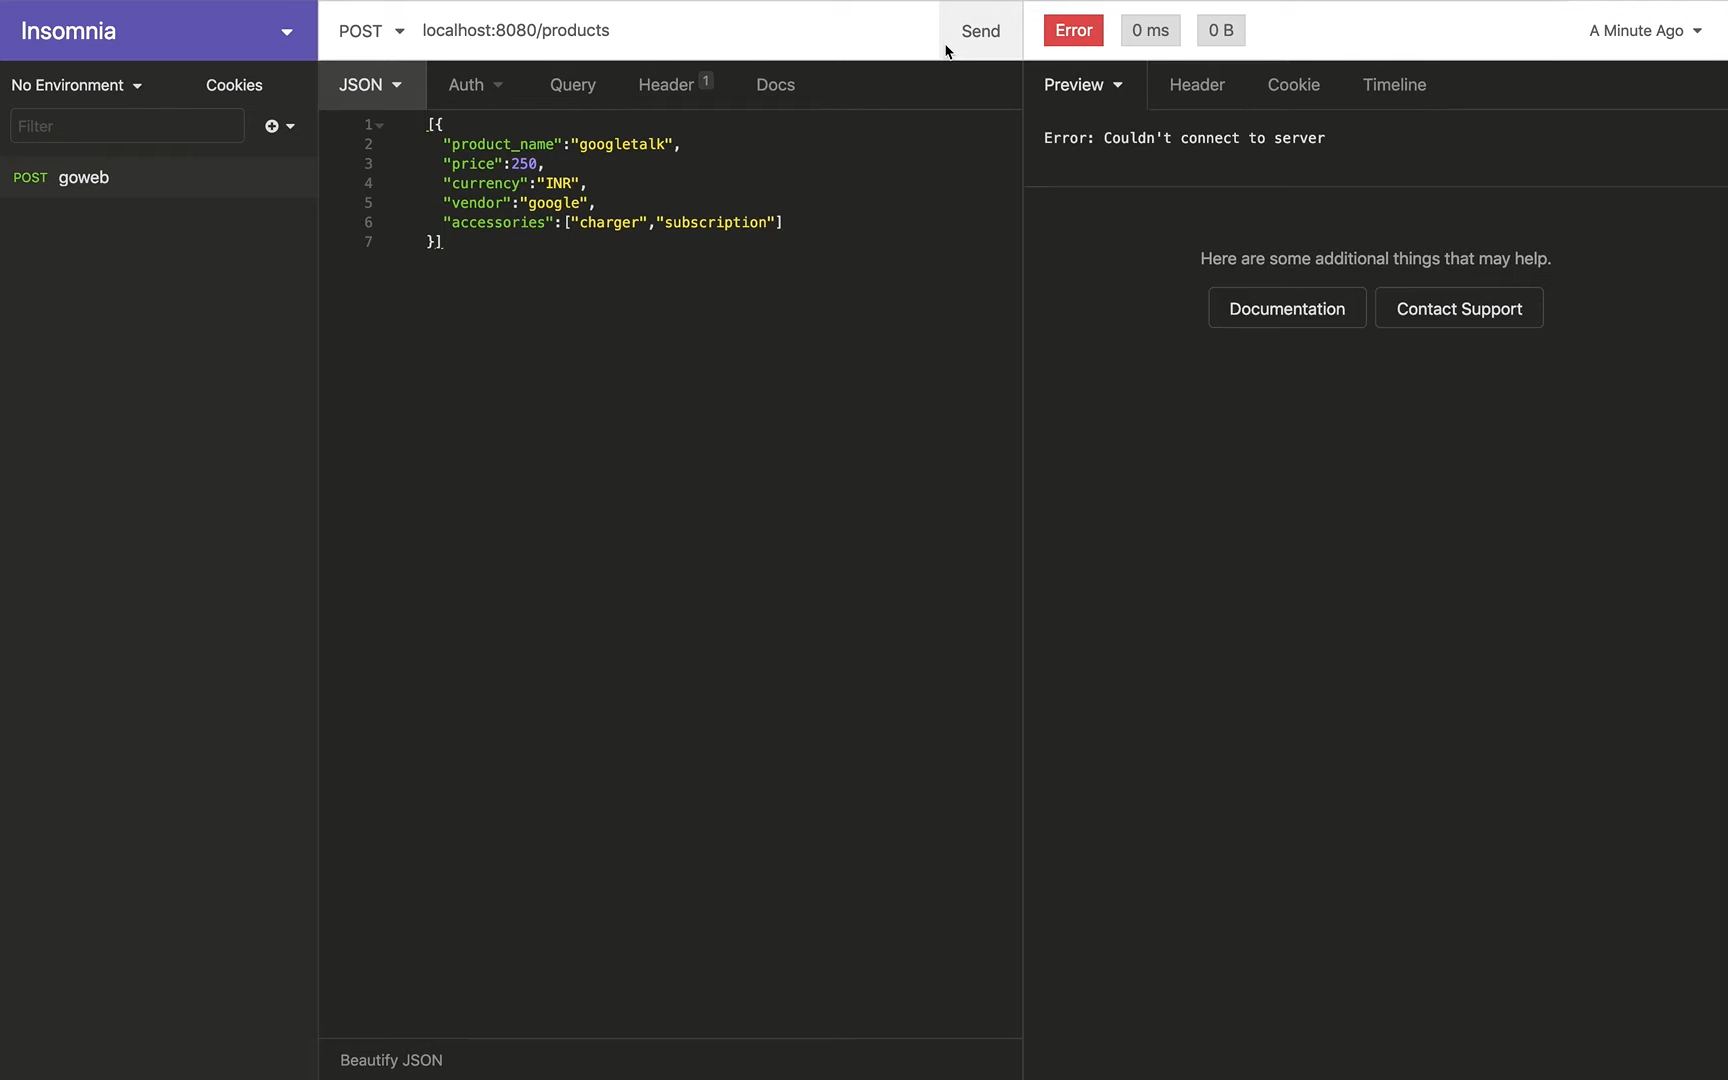 Insomnia
POST localhost:8080/products Send
Error 0 ms 0 B A Minute Ago
No Environment Cookies
JSON Auth Query Header 1 Docs
Preview Header Cookie Timeline
Filter
POST goweb
1 [{
2 "product_name":"googletalk",
3 "price":250,
4 "currency":"INR",
5 "vendor":"google",
6 "accessories":["charger","subscription"]
7 }]
Error: Couldn't connect to server
Here are some additional things that may help.
Documentation Contact Support
Beautify JSON